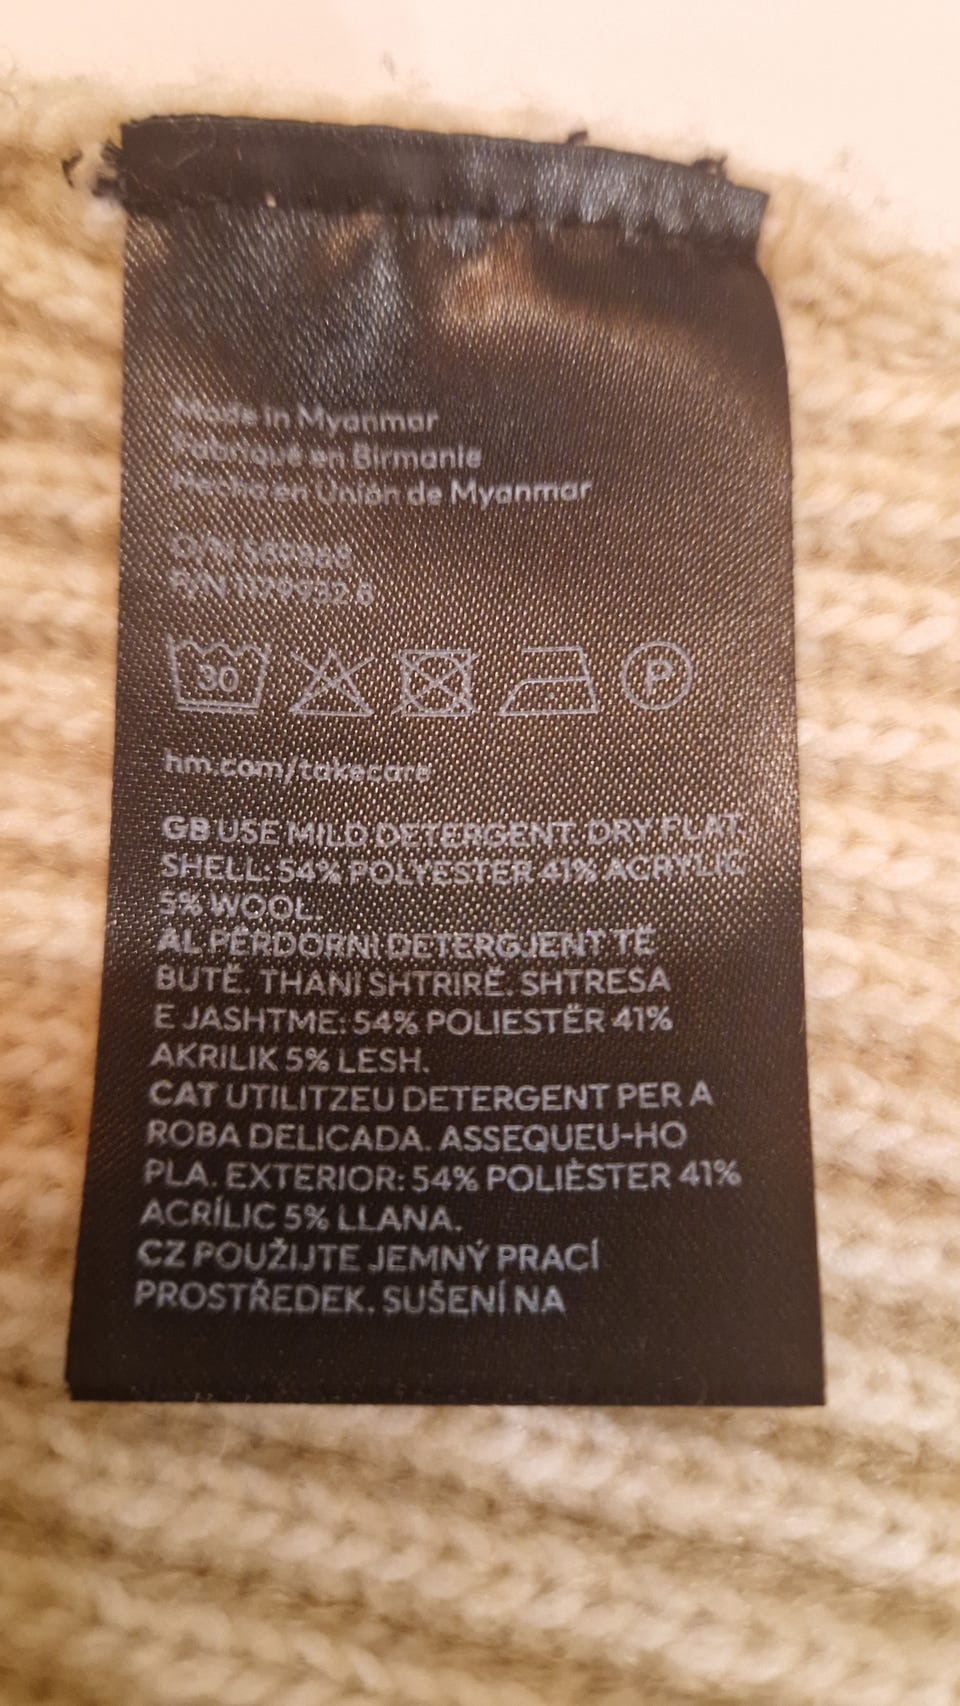 Made in Myanmar
Fabriqué en Birmanie
Hecho en Unión de Myanmar
O/N
P/N 1179932 8
30
P
hm.com/takecare
GB USE MILD DETERGENT. DRY FLAT.
SHELL: 54% POLYESTER 41% ACRYLIC
5% WOOL.
AL PËRDORNI DETERGJENT TË
BUTË. THANI SHTRIRË. SHTRESA
E JASHTME: 54% POLIESTËR 41%
AKRILIK 5% LESH.
CAT UTILITZEU DETERGENT PER A
ROBA DELICADA. ASSEQUEU-HO
PLA. EXTERIOR: 54% POLIÈSTER 41%
ACRÍLIC 5% LLANA.
CZ POUŽIJTE JEMNÝ PRACÍ
PROSTŘEDEK. SUŠENÍ NA